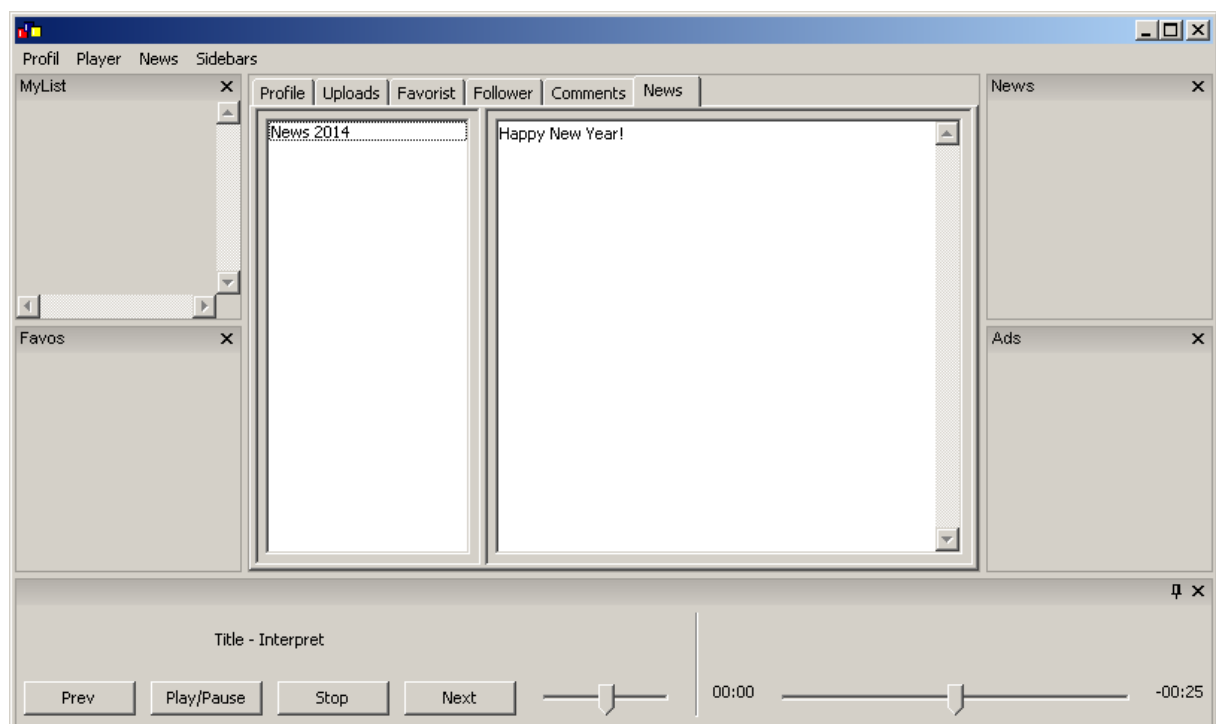 Profil Player News Sidebars
MyList
Profile Uploads Favorist Follower Comments News
News
News 2014
Happy New Year!
Favos
Ads
Title - Interpret
Prev Play/Pause Stop Next
00:00 -00:25